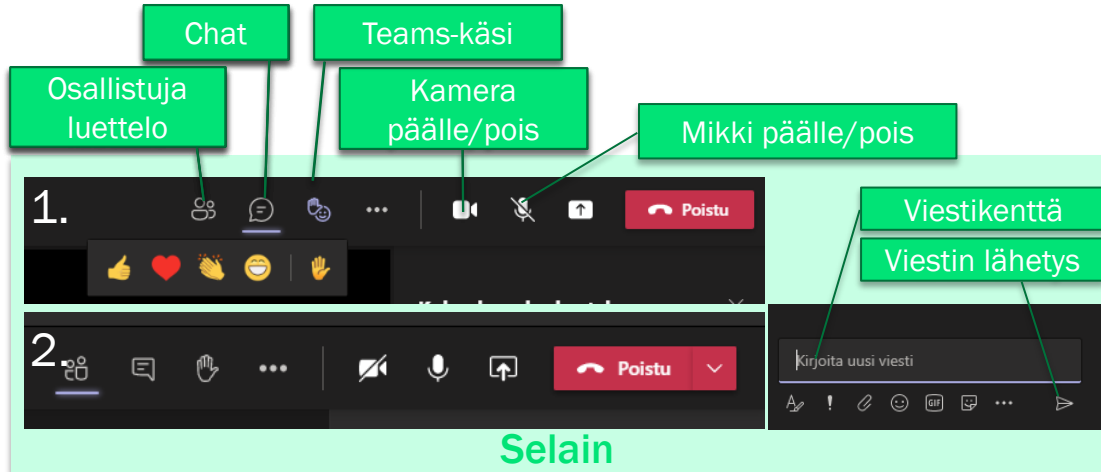 Chat
Teams-käsi
Osallistuja
luettelo
Kamera
päälle/pois
Mikki päälle/pois
1.
Poistu
Viestikenttä
Viestin lähetys
2.
Poistu
Kirjoita uusi viesti
GIF
Selain